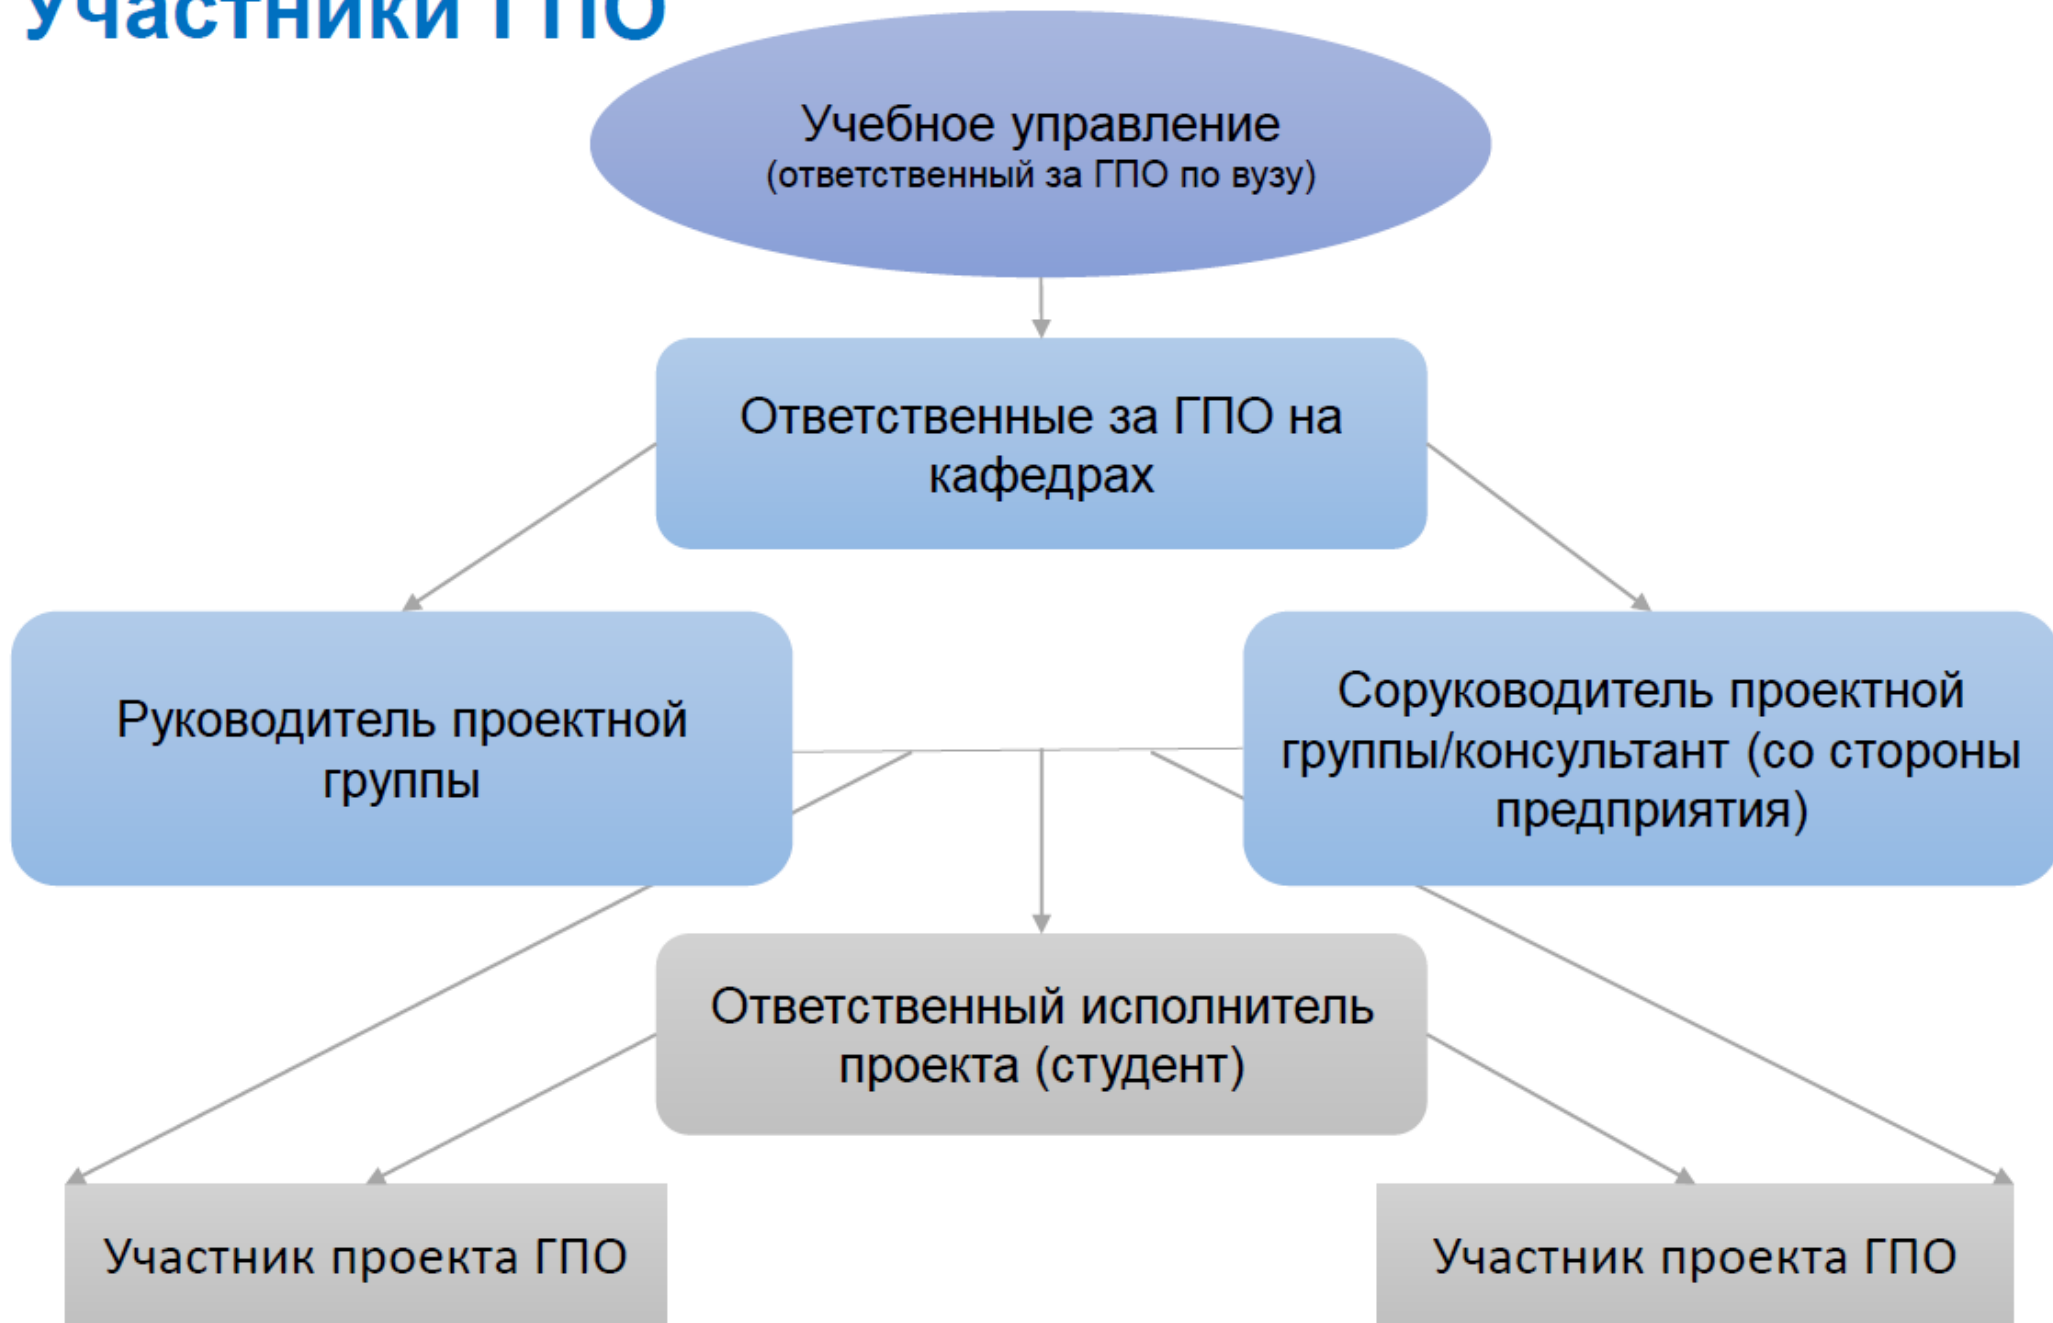 Участники ГПО
Учебное управление
(ответственный за ГПО по вузу)
Ответственные за ГПО на
кафедрах
Руководитель проектной
группы
Соруководитель проектной
группы/консультант (со стороны
предприятия)
Ответственный исполнитель
проекта (студент)
Участник проекта ГПО
Участник проекта ГПО